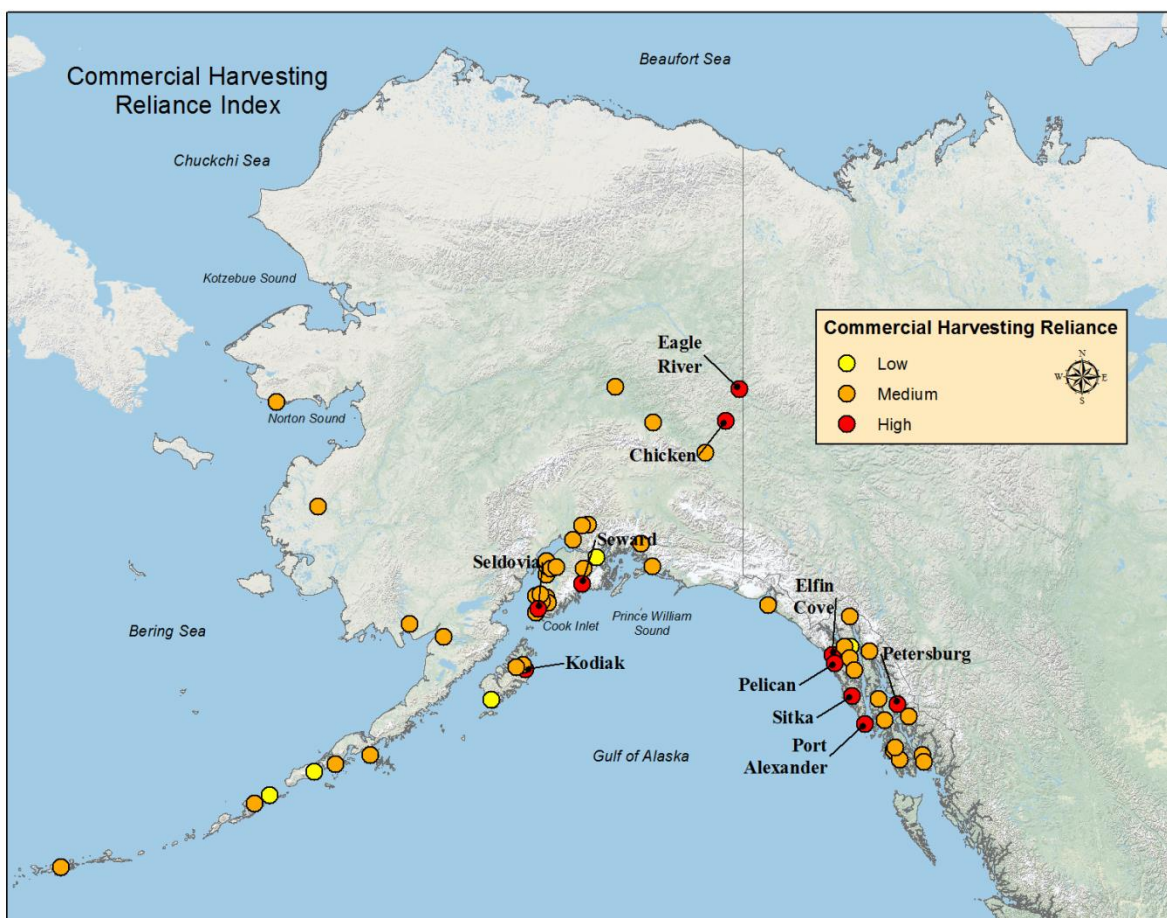 Commercial Harvesting
Reliance Index
Beaufort Sea
Chuckchi Sea
Kotzebue Sound
Norton Sound
Bering Sea
Eagle
River
Chicken
Commercial Harvesting Reliance
N
W
E
S
Low
Medium
High
Seward
Seldovia
Cook Inlet
Prince William
Sound
Kodiak
Elfin
Cove
Petersburg
Pelican
Sitka
Port
Alexander
Gulf of Alaska